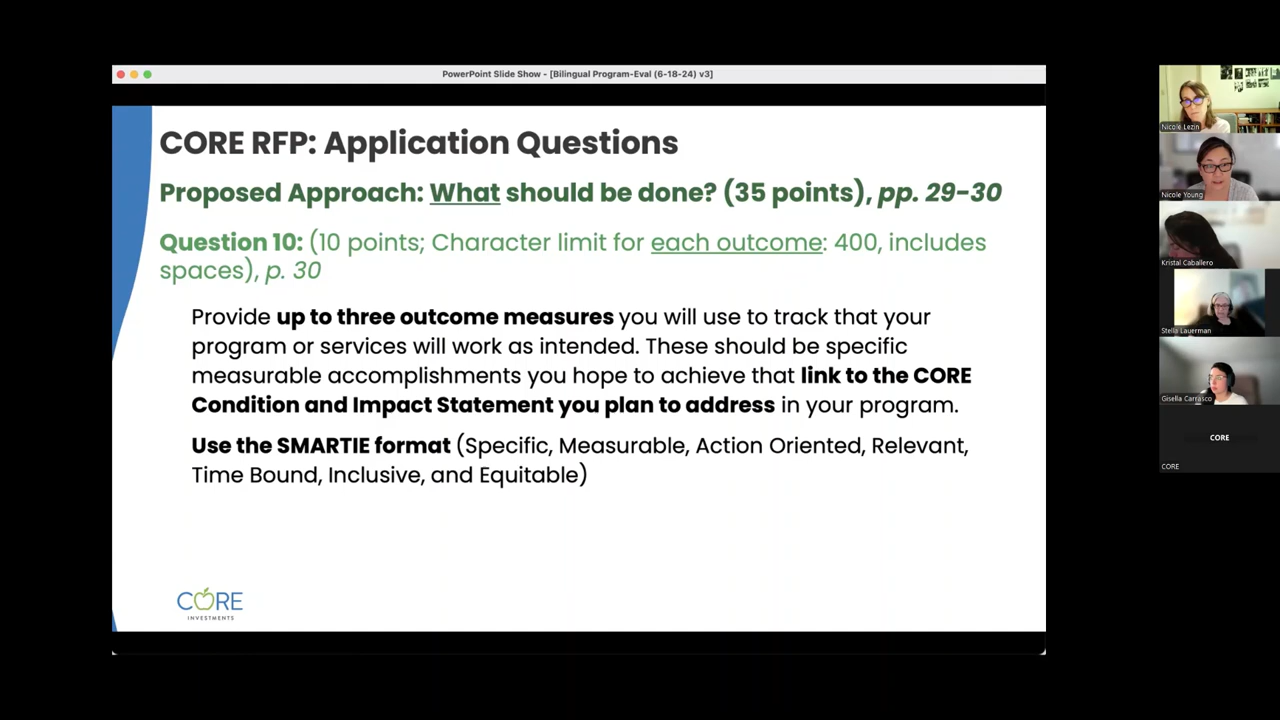 PowerPoint Slide Show - [Bilingual Program-Eval (6-18-24) v3]
CORE RFP: Application Questions
Proposed Approach: What should be done? (35 points), pp. 29-30
Question 10: (10 points; Character limit for each outcome: 400, includes
spaces), p. 30
Provide up to three outcome measures you will use to track that your
program or services will work as intended. These should be specific
measurable accomplishments you hope to achieve that link to the CORE
Condition and Impact Statement you plan to address in your program.
Use the SMARTIE format (Specific, Measurable, Action Oriented, Relevant,
Time Bound, Inclusive, and Equitable)
CORE
INVESTMENTS
Nicole Lezin
Nicole Young
Kristal Caballero
Stella Lauerman
Gisella Carrasco
CORE
CORE